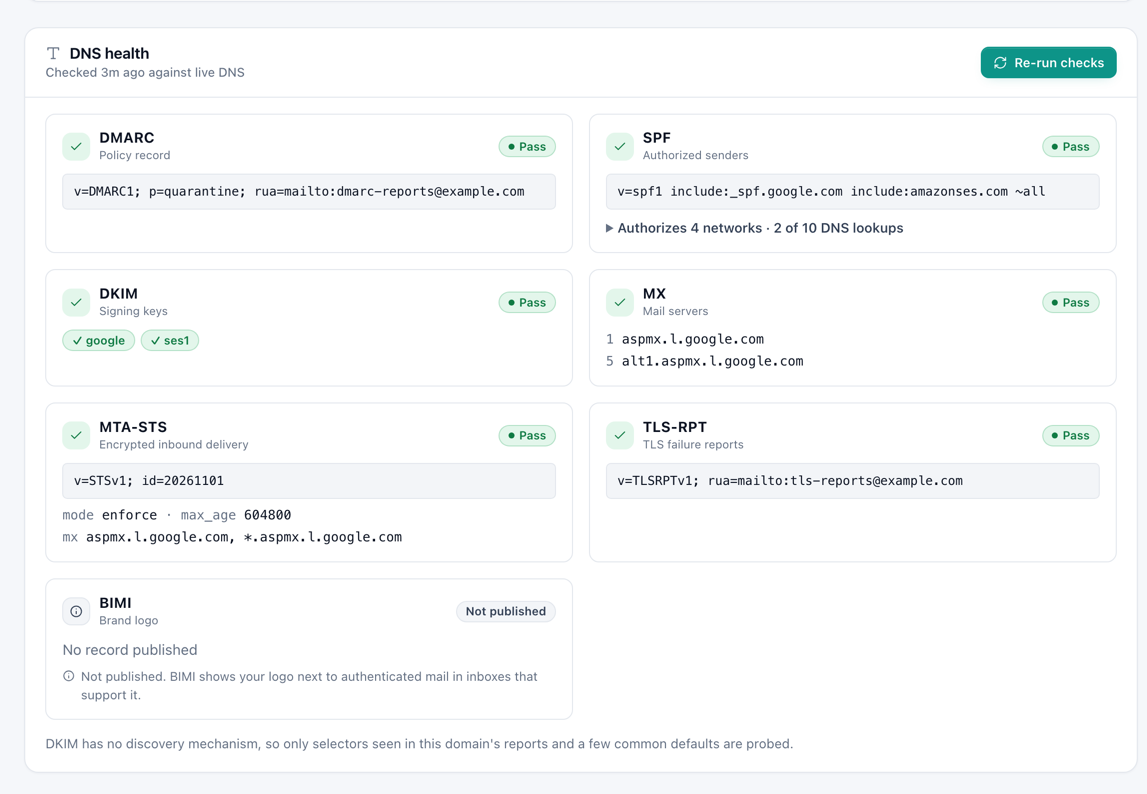 DNS health
Checked 3m ago against live DNS
Re-run checks
DMARC
Policy record
Pass
v=DMARC1; p=quarantine; rua=mailto:dmarc-reports@example.com
SPF
Authorized senders
Pass
v=spf1 include:_spf.google.com include:amazonses.com ~all
Authorizes 4 networks · 2 of 10 DNS lookups
DKIM
Signing keys
Pass
google
ses1
MX
Mail servers
Pass
1 aspmx.l.google.com
5 alt1.aspmx.l.google.com
MTA-STS
Encrypted inbound delivery
Pass
v=STSv1; id=20261101
mode enforce · max_age 604800
mx aspmx.l.google.com, *.aspmx.l.google.com
TLS-RPT
TLS failure reports
Pass
v=TLSRPTv1; rua=mailto:tls-reports@example.com
BIMI
Brand logo
Not published
No record published
Not published. BIMI shows your logo next to authenticated mail in inboxes that
support it.
DKIM has no discovery mechanism, so only selectors seen in this domain's reports and a few common defaults are probed.